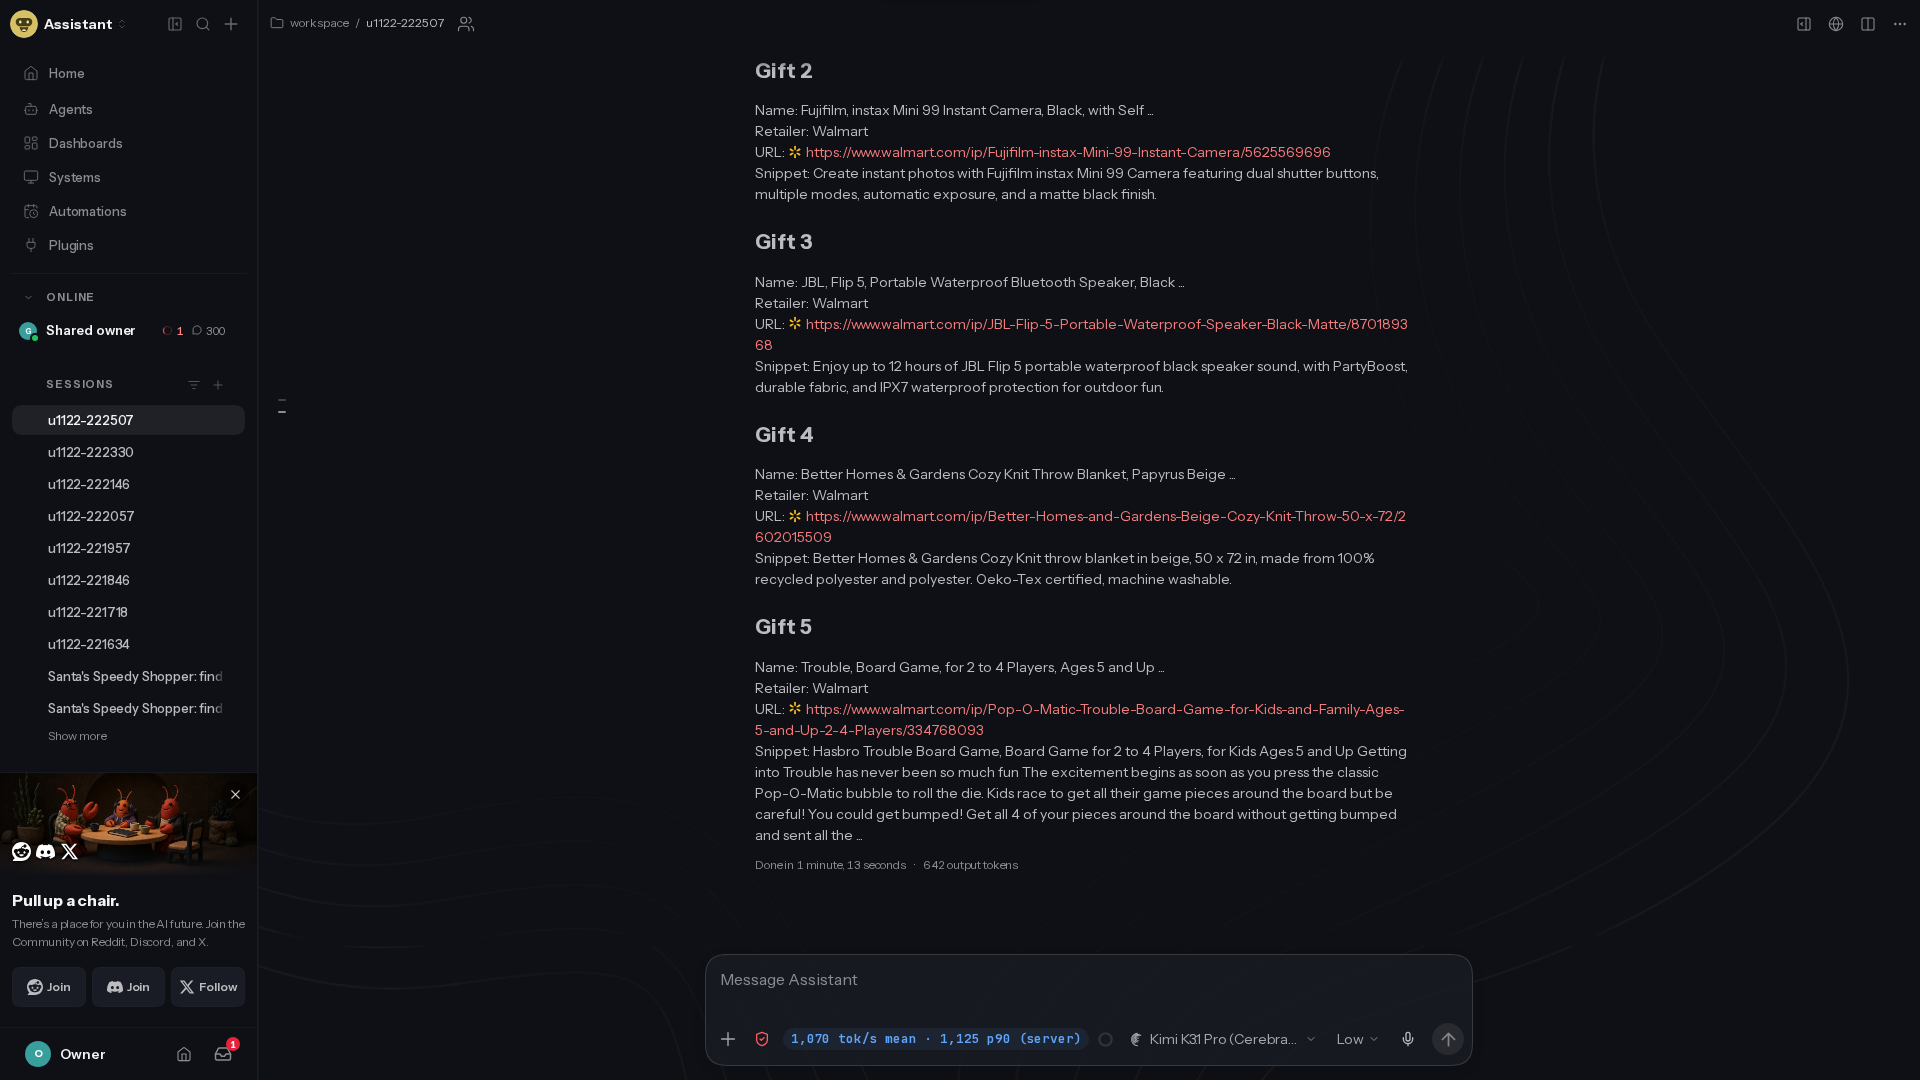 Assistant
Home
Agents
Dashboards
Systems
Automations
Plugins
ONLINE
G
Shared owner
1
300
SESSIONS
u1122-222507
u1122-222330
u1122-222146
u1122-222057
u1122-221957
u1122-221846
u1122-221718
u1122-221634
Santa's Speedy Shopper: find
Santa's Speedy Shopper: find
Show more
Pull up a chair.
There's a place for you in the AI future. Join the
Community on Reddit, Discord, and X.
Join
Join
Follow
O
Owner
1
workspace / u1122-222507
Gift 2
Name: Fujifilm, instax Mini 99 Instant Camera, Black, with Self ...
Retailer: Walmart
URL: https://www.walmart.com/ip/Fujifilm-instax-Mini-99-Instant-Camera/5625569696
Snippet: Create instant photos with Fujifilm instax Mini 99 Camera featuring dual shutter buttons,
multiple modes, automatic exposure, and a matte black finish.
Gift 3
Name: JBL, Flip 5, Portable Waterproof Bluetooth Speaker, Black ...
Retailer: Walmart
URL: https://www.walmart.com/ip/JBL-Flip-5-Portable-Waterproof-Speaker-Black-Matte/8701893
68
Snippet: Enjoy up to 12 hours of JBL Flip 5 portable waterproof black speaker sound, with PartyBoost,
durable fabric, and IPX7 waterproof protection for outdoor fun.
Gift 4
Name: Better Homes & Gardens Cozy Knit Throw Blanket, Papyrus Beige ...
Retailer: Walmart
URL: https://www.walmart.com/ip/Better-Homes-and-Gardens-Beige-Cozy-Knit-Throw-50-x-72/2
602015509
Snippet: Better Homes & Gardens Cozy Knit throw blanket in beige, 50 x 72 in, made from 100%
recycled polyester and polyester. Oeko-Tex certified, machine washable.
Gift 5
Name: Trouble, Board Game, for 2 to 4 Players, Ages 5 and Up ...
Retailer: Walmart
URL: https://www.walmart.com/ip/Pop-O-Matic-Trouble-Board-Game-for-Kids-and-Family-Ages-
5-and-Up-2-4-Players/334768093
Snippet: Hasbro Trouble Board Game, Board Game for 2 to 4 Players, for Kids Ages 5 and Up Getting
into Trouble has never been so much fun The excitement begins as soon as you press the classic
Pop-O-Matic bubble to roll the die. Kids race to get all their game pieces around the board but be
careful! You could get bumped! Get all 4 of your pieces around the board without getting bumped
and sent all the ...
Done in 1 minute, 13 seconds · 642 output tokens
Message Assistant
1,070 tok/s mean · 1,125 p90 (server)
Kimi K3.1 Pro (Cerebra...
Low